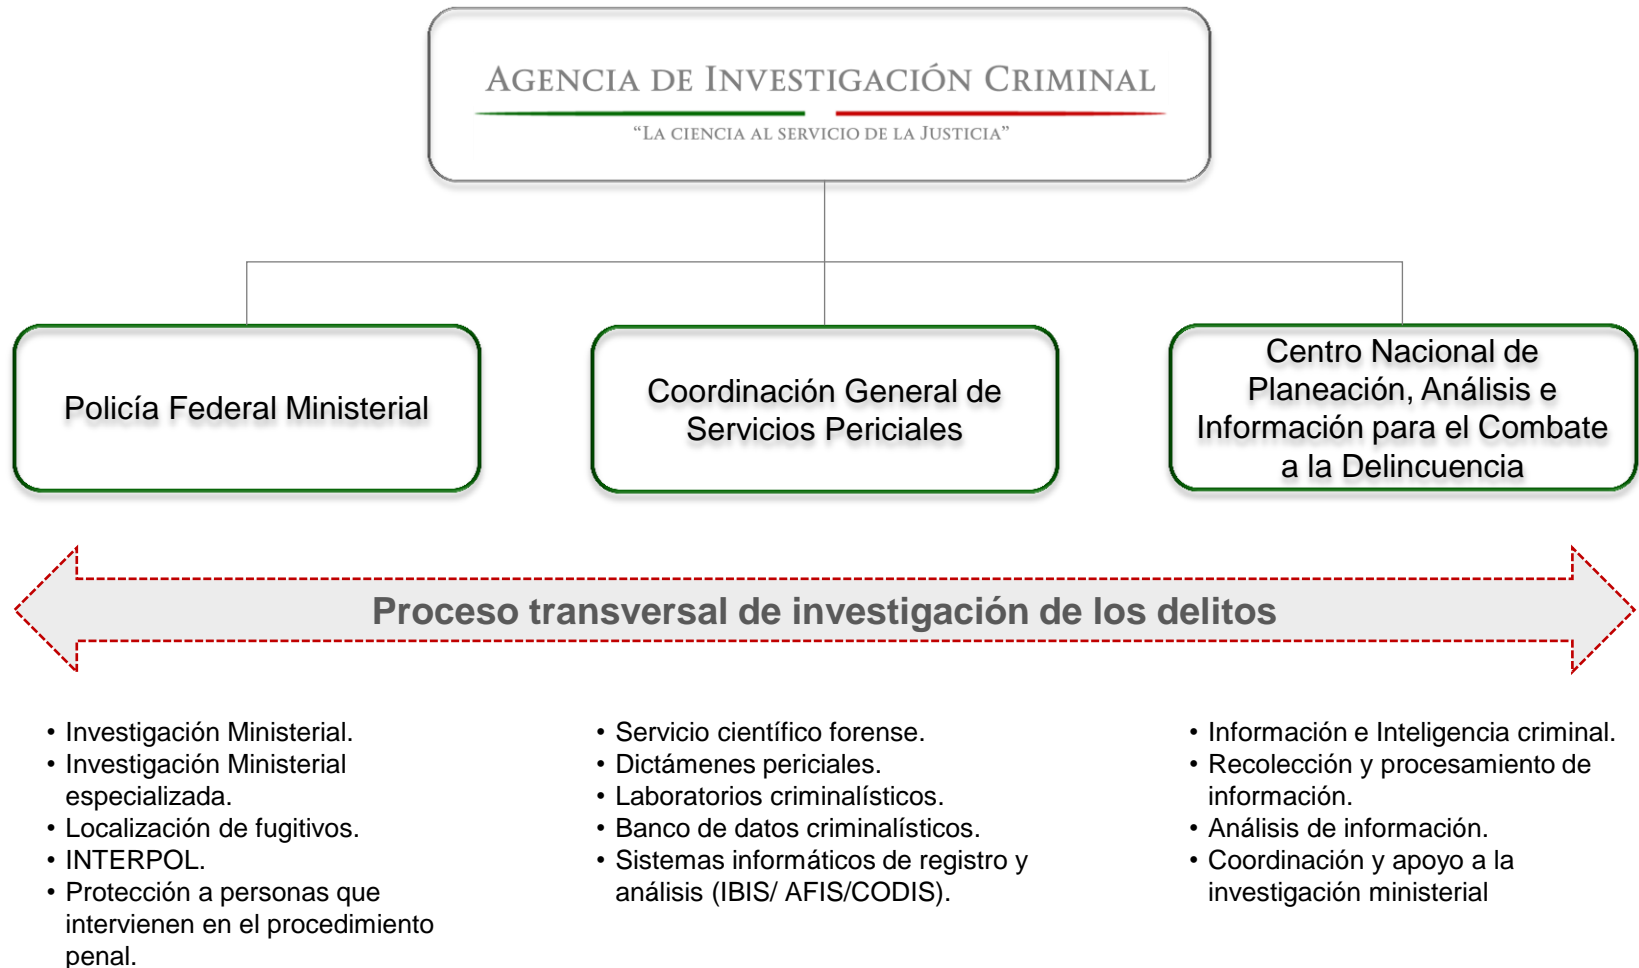 AGENCIA DE INVESTIGACIÓN CRIMINAL
“LA CIENCIA AL SERVICIO DE LA JUSTICIA”
Policía Federal Ministerial
Coordinación General de
Servicios Periciales
Centro Nacional de
Planeación, Análisis e
Información para el Combate
a la Delincuencia
Proceso transversal de investigación de los delitos
• Investigación Ministerial.
• Investigación Ministerial
especializada.
• Localización de fugitivos.
• INTERPOL.
• Protección a personas que
intervienen en el procedimiento
penal.
• Servicio científico forense.
• Dictámenes periciales.
• Laboratorios criminalísticos.
• Banco de datos criminalísticos.
• Sistemas informáticos de registro y
análisis (IBIS/ AFIS/CODIS).
• Información e Inteligencia criminal.
• Recolección y procesamiento de
información.
• Análisis de información.
• Coordinación y apoyo a la
investigación ministerial